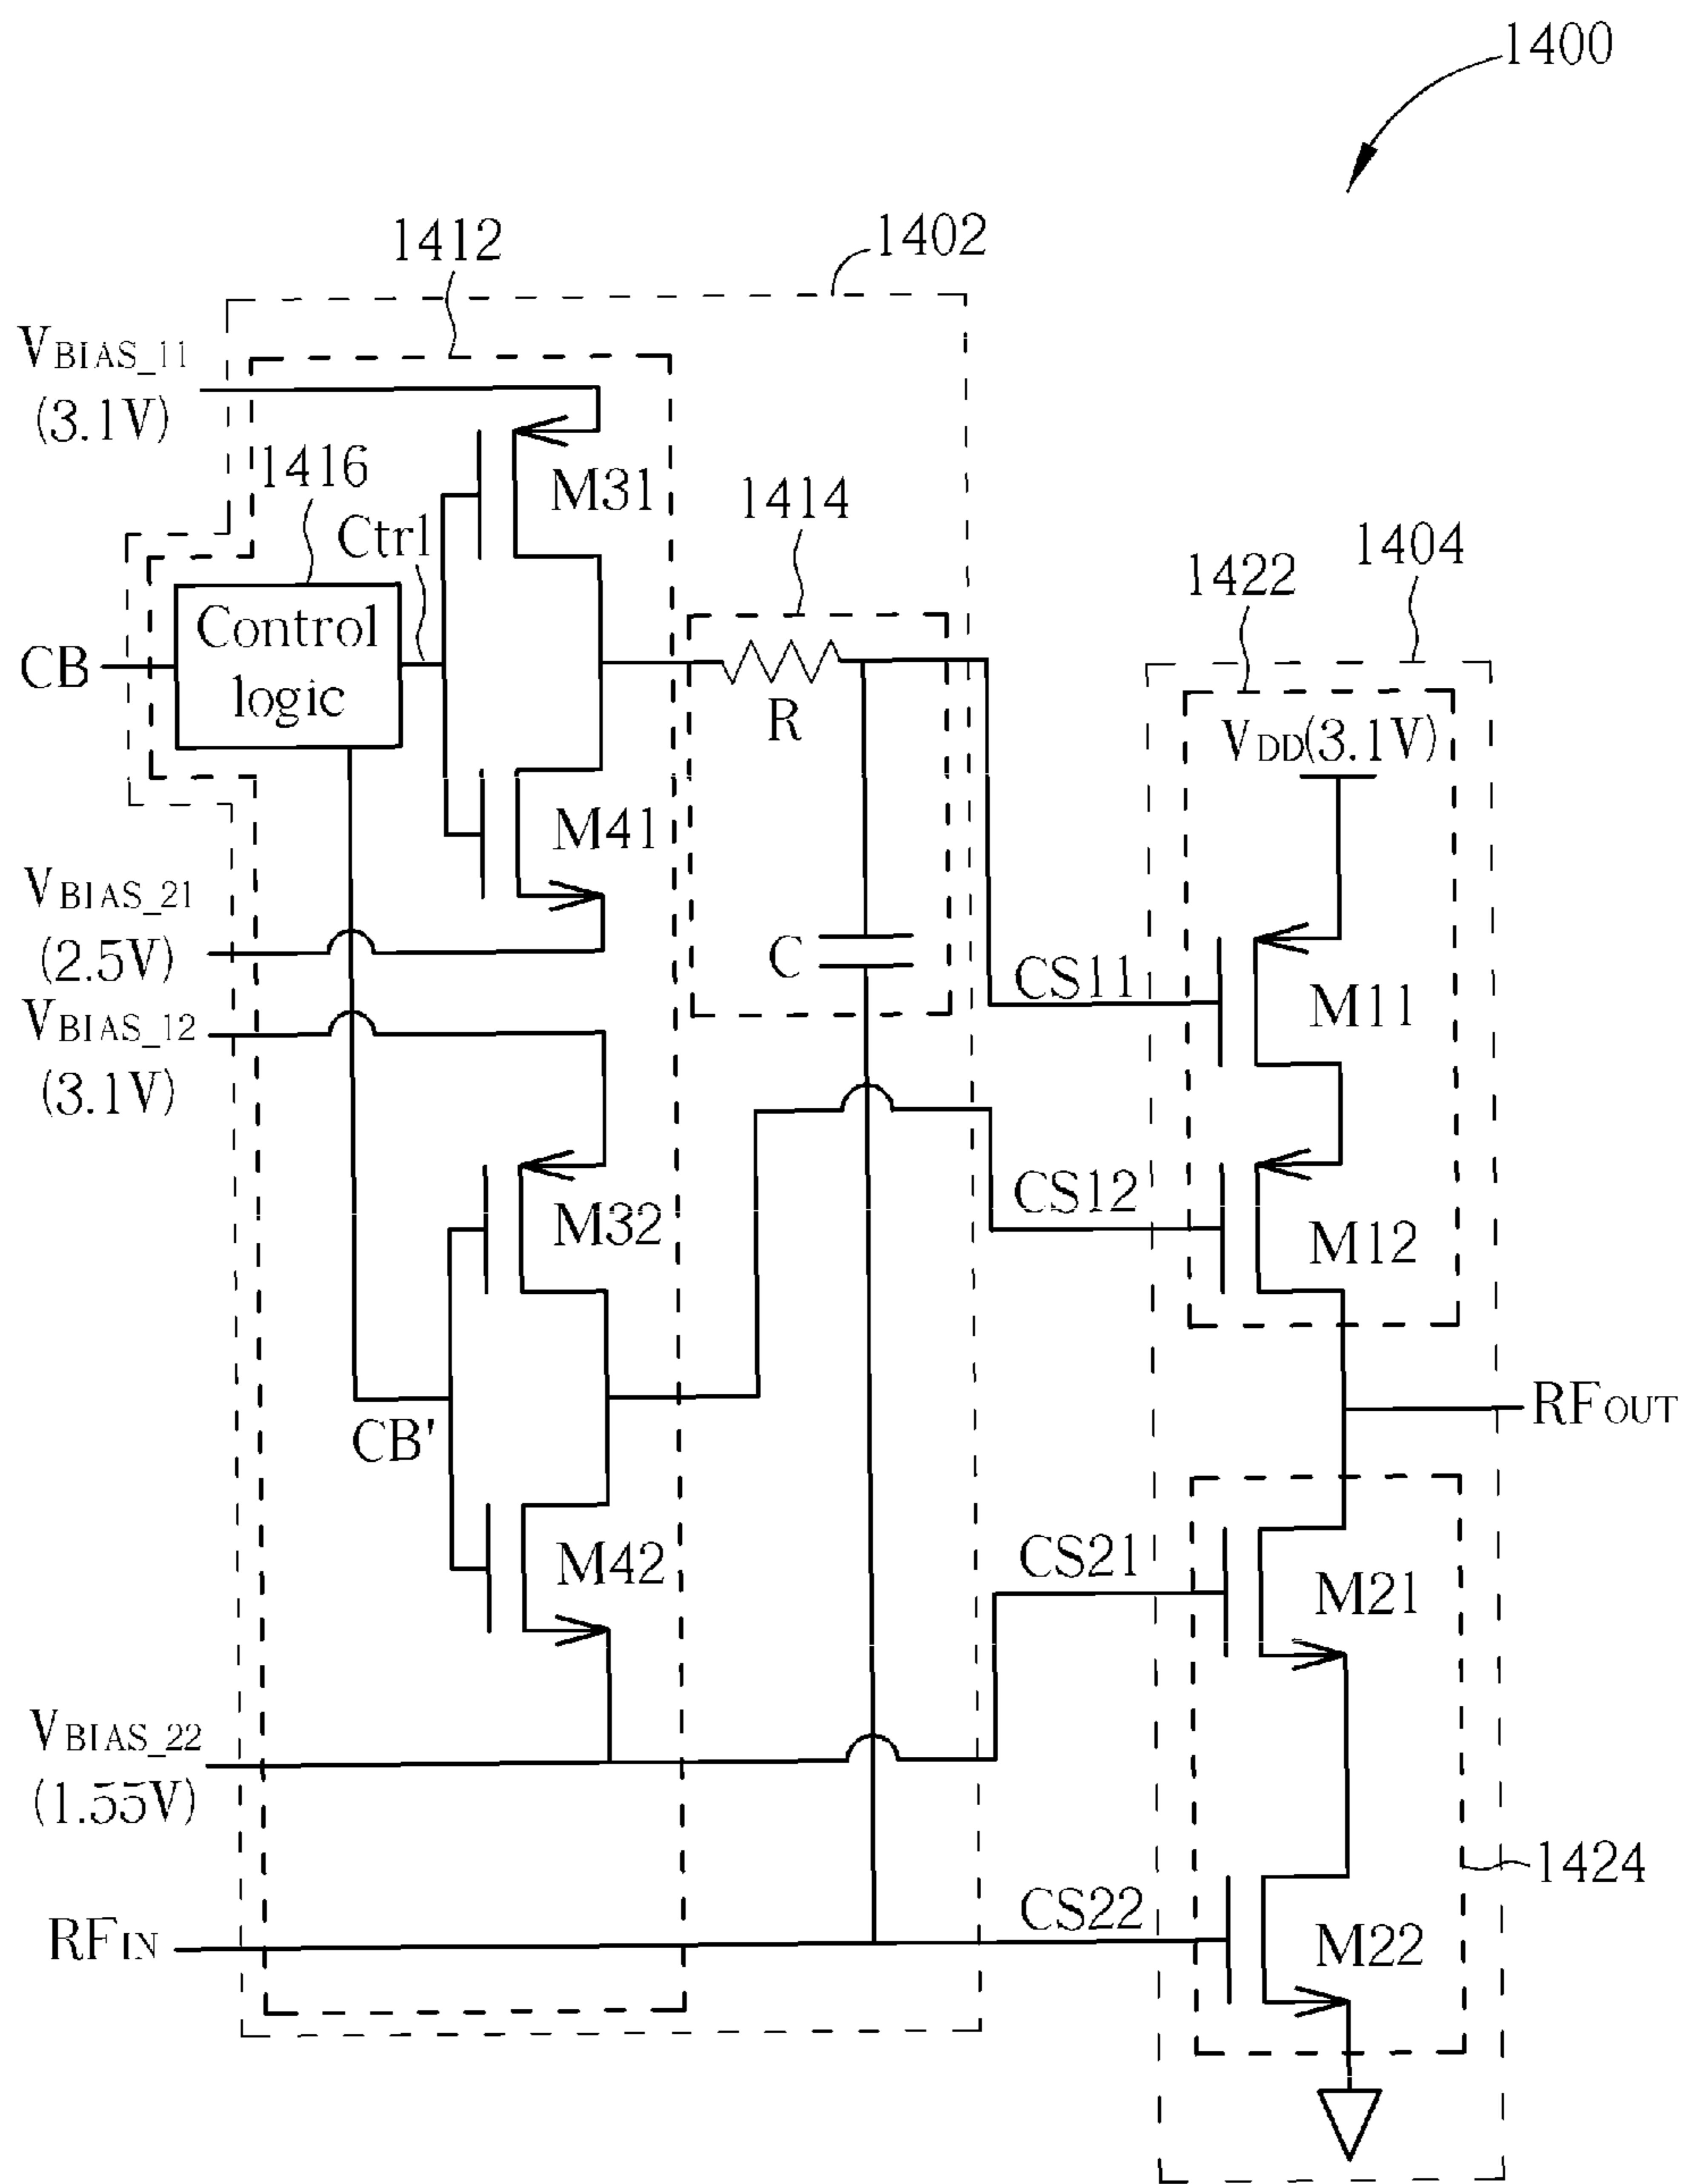 1400
1402
1412
VBIAS_11
(3.1V)
1416
M31
1414
Ctrl
1404
1422
Control
logic
CB
R
VDD(3.1V)
M41
VBIAS_21
(2.5V)
C
CS11
M11
VBIAS_12
(3.1V)
CS12
M32
M12
RFOUT
CB'
CS21
M42
M21
VBIAS_22
(1.55V)
1424
CS22
RFIN
M22